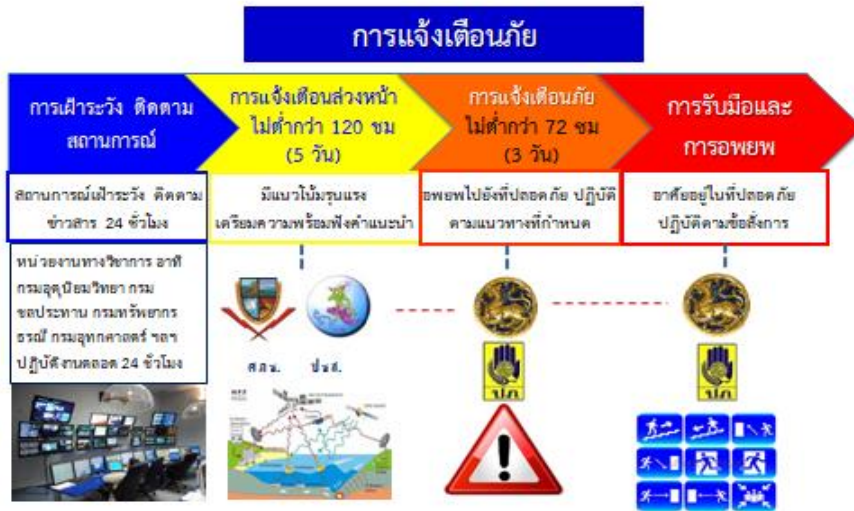 การแจ้งเตือนภัย
การเฝ้าระวัง ติดตาม
สถานการณ์
การแจ้งเตือนล่วงหน้า
ไม่ต่ำกว่า 120 ชม
(5 วัน)
การแจ้งเตือนภัย
ไม่ต่ำกว่า 72 ชม
(3 วัน)
การรับมือและ
การอพยพ
สถานการณ์เฝ้าระวัง ติดตาม
ข่าวสาร 24 ชั่วโมง
มีแนวโน้มรุนแรง
เตรียมความพร้อมฟังคำแนะนำ
อพยพไปยังที่ปลอดภัย ปฏิบัติ
ตามแนวทางที่กำหนด
อาศัยอยู่ในที่ปลอดภัย
ปฏิบัติตามข้อสั่งการ
หน่วยงานทางวิชาการ อาทิ
กรมอุตุนิยมวิทยา กรม
ชลประทาน กรมทรัพยากร
ธรณี กรมอุทกศาสตร์ ฯลฯ
ปฏิบัติงานตลอด 24 ชั่วโมง
ศภช. ปภส.
ปภ
ปภ